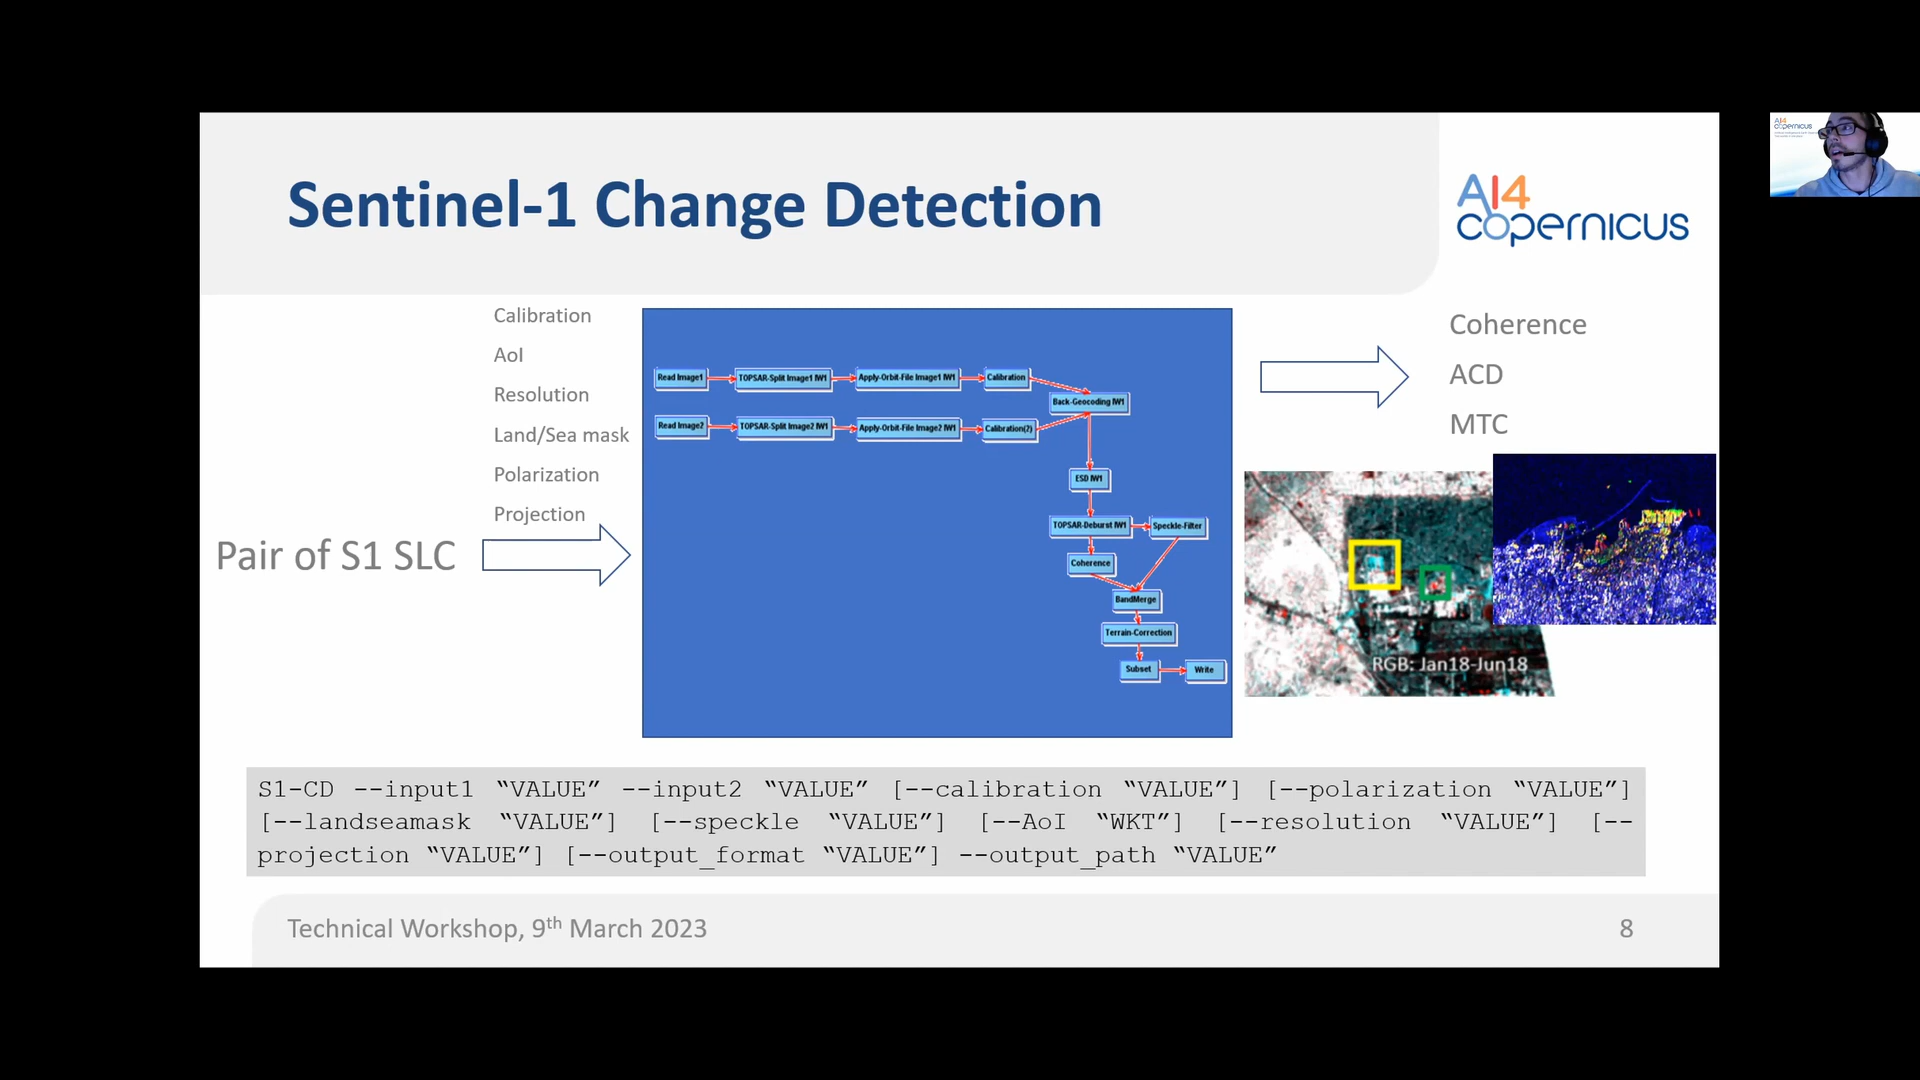 Sentinel-1 Change Detection
AI4
copernicus
AI4
copernicus
Calibration
AoI
Resolution
Land/Sea mask
Polarization
Projection
Pair of S1 SLC
Read Image1
TOPSAR-Split Image1 IW1
Apply-Orbit-File Image1 IW1
Calibration
Back-Geocoding IW1
Read Image2
TOPSAR-Split Image2 IW1
Apply-Orbit-File Image2 IW1
Calibration(2)
ESD IW1
TOPSAR-Deburst IW1
Speckle-Filter
Coherence
BandMerge
Terrain-Correction
Subset
Write
Coherence
ACD
MTC
RGB: Jan18-Jun18
S1-CD --input1 “VALUE” --input2 “VALUE” [--calibration “VALUE”] [--polarization “VALUE”]
[--landseamask “VALUE”] [--speckle “VALUE”] [--AoI “WKT”] [--resolution “VALUE”] [--
projection “VALUE”] [--output_format “VALUE”] --output_path “VALUE”
Technical Workshop, 9th March 2023
8